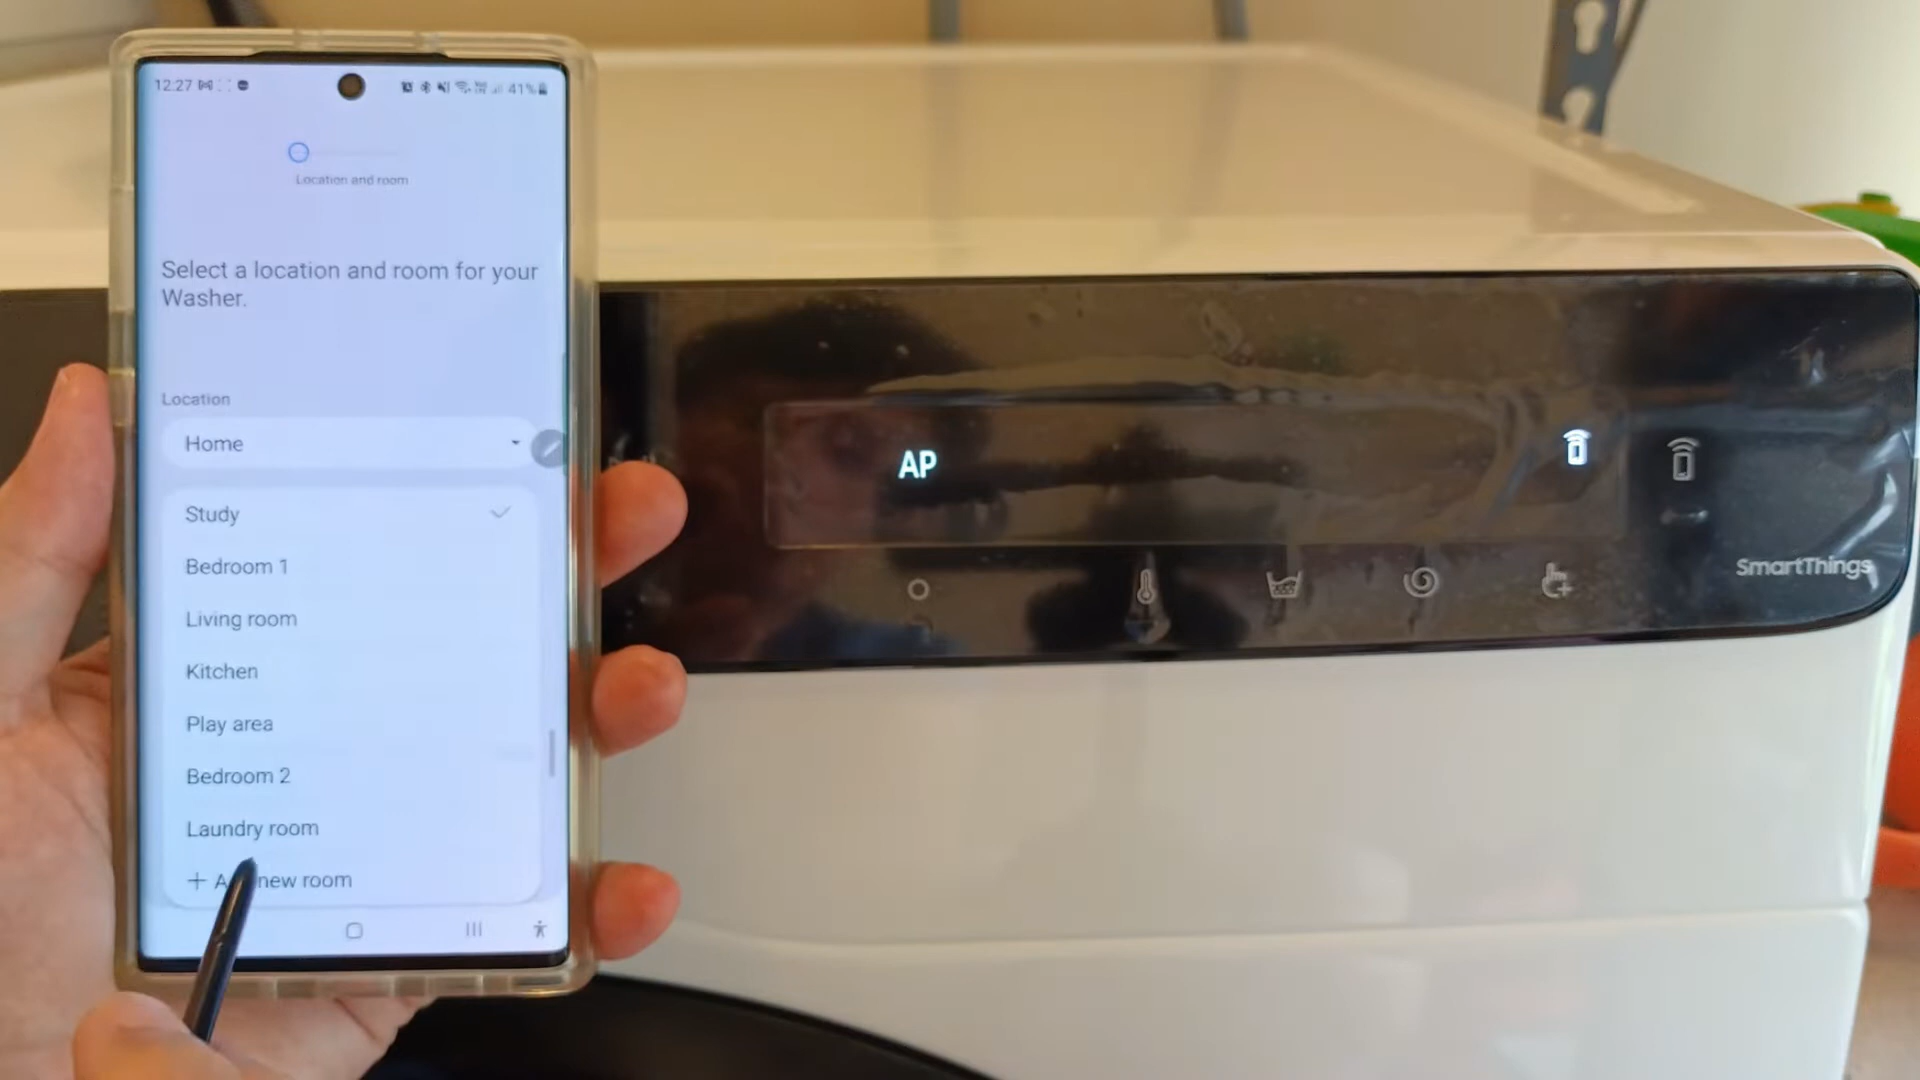 12:27
41%
Location and room
Select a location and room for your
Washer.
Location
Home
Study
Bedroom 1
Living room
Kitchen
Play area
Bedroom 2
Laundry room
+ new room
AP
SmartThings